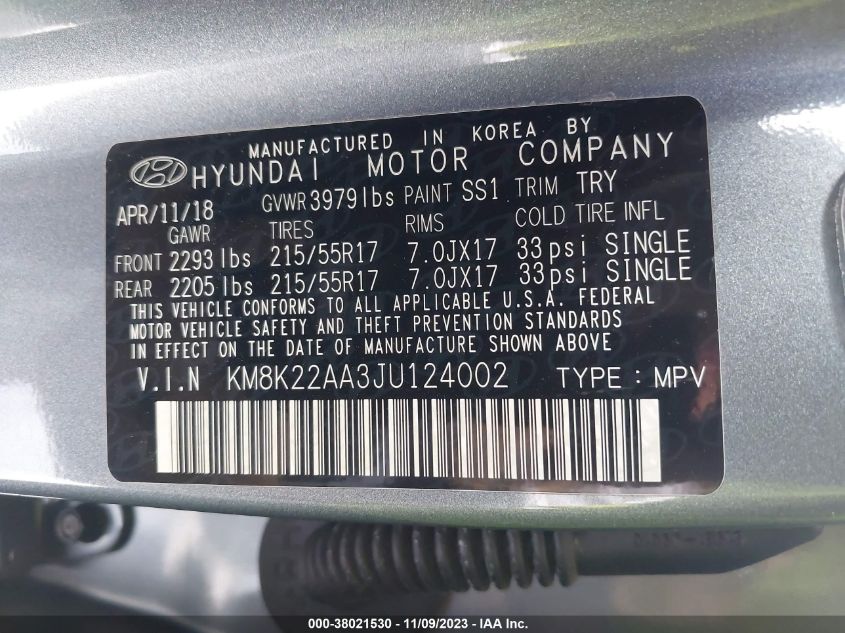 MANUFACTURED IN KOREA BY
HYUNDAI MOTOR COMPANY
APR/11/18 GVWR 3979lbs PAINT SS1 TRIM TRY
GAWR TIRES RIMS COLD TIRE INFL
FRONT 2293 lbs 215/55R17 7.0JX17 33psi SINGLE
REAR 2205 lbs 215/55R17 7.0JX17 33psi SINGLE
THIS VEHICLE CONFORMS TO ALL APPLICABLE U.S.A. FEDERAL
MOTOR VEHICLE SAFETY AND THEFT PREVENTION STANDARDS
IN EFFECT ON THE DATE OF MANUFACTURE SHOWN ABOVE
V.I.N KM8K22AA3JU124002 TYPE : MPV
000-38021530 - 11/09/2023 - IAA Inc.